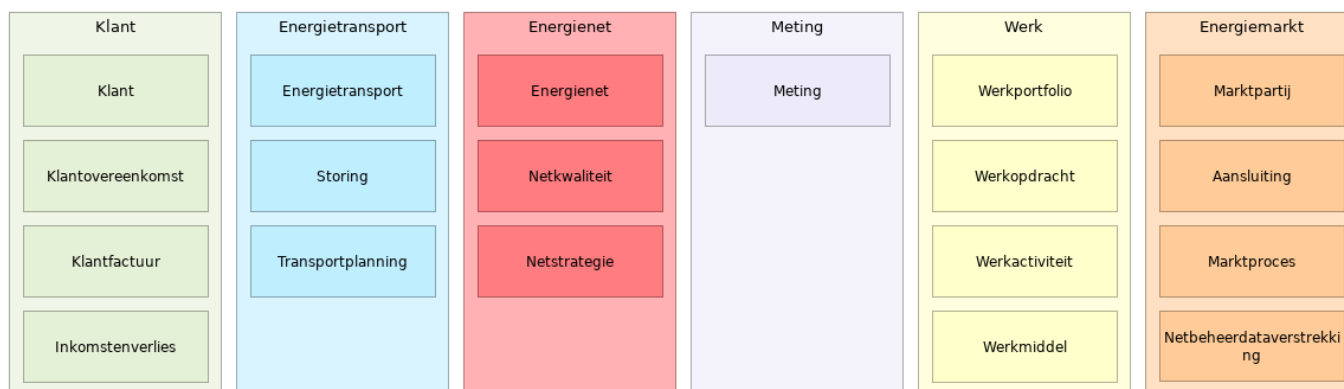 Klant
Klant
Klantovereenkomst
Klantfactuur
Inkomstenverlies
Energietransport
Energietransport
Storing
Transportplanning
Energienet
Energienet
Netkwaliteit
Netstrategie
Meting
Meting
Werk
Werkportfolio
Werkopdracht
Werkactiviteit
Werkmiddel
Energiemarkt
Marktpartij
Aansluiting
Marktproces
Netbeheerdataverstrekki
ng